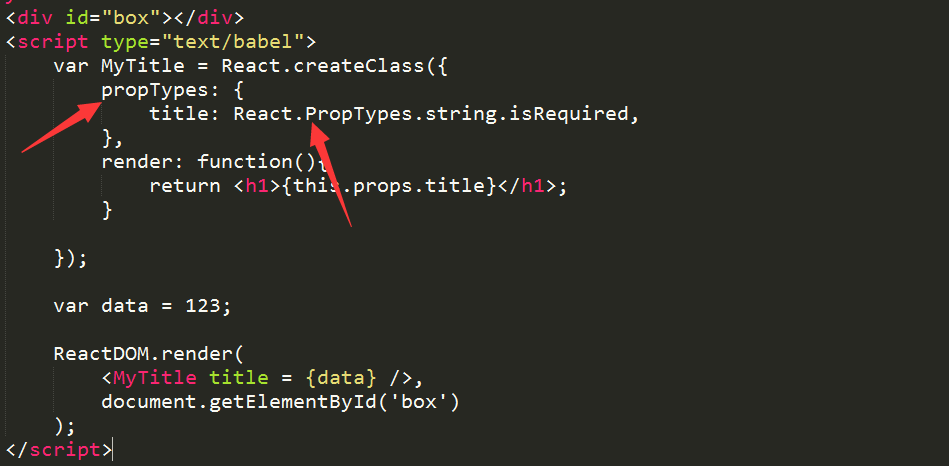 <div id="box"></div>
<script type="text/babel">
var MyTitle = React.createClass({
propTypes: {
title: React.PropTypes.string.isRequired,
},
render: function(){
return <h1>{this.props.title}</h1>;
}
});
var data = 123;
ReactDOM.render(
<MyTitle title = {data} />,
document.getElementById('box')
);
</script>